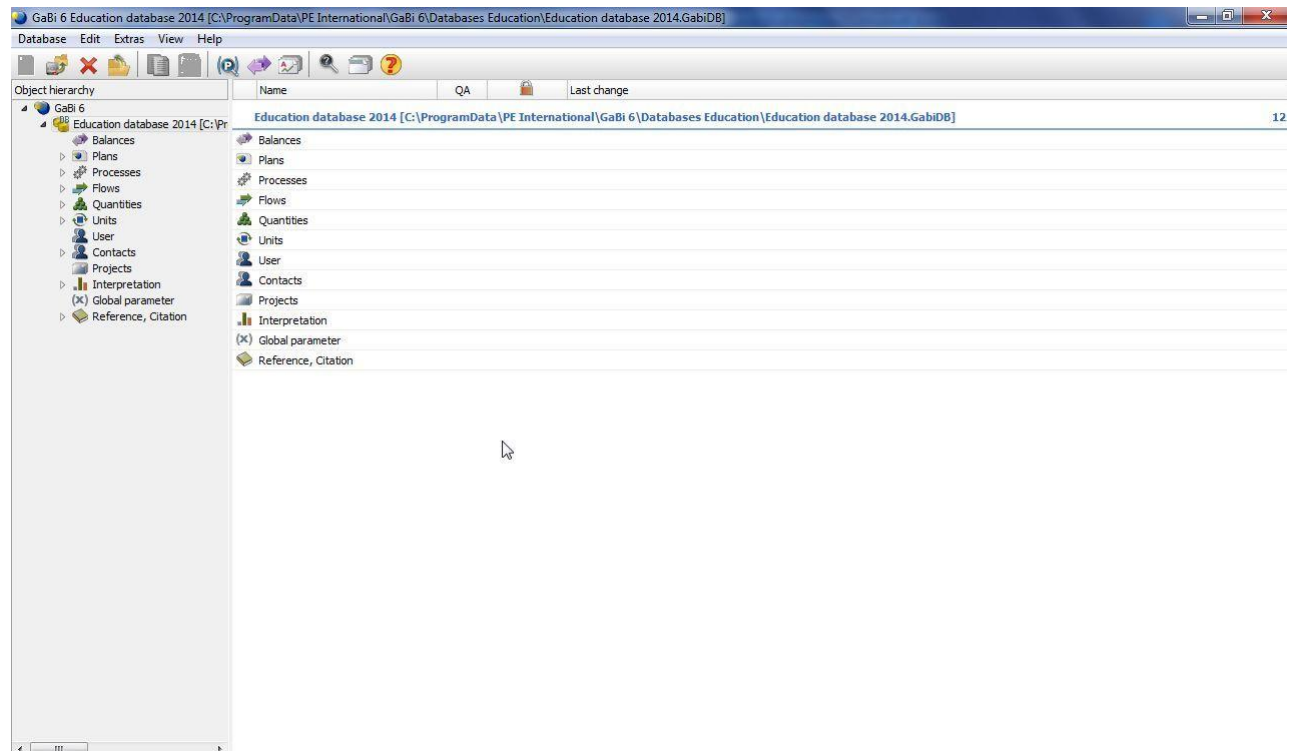 GaBi 6 Education database 2014 [C:\ProgramData\PE International\GaBi 6\Databases Education\Education database 2014.GabiDB]
Database Edit Extras View Help
Object hierarchy
GaBi 6
Education database 2014 [C:\Pr
Balances
Plans
Processes
Flows
Quantities
Units
User
Contacts
Projects
Interpretation
(x) Global parameter
Reference, Citation
Name QA Last change
Education database 2014 [C:\ProgramData\PE International\GaBi 6\Databases Education\Education database 2014.GabiDB] 12
Balances
Plans
Processes
Flows
Quantities
Units
User
Contacts
Projects
Interpretation
(x) Global parameter
Reference, Citation